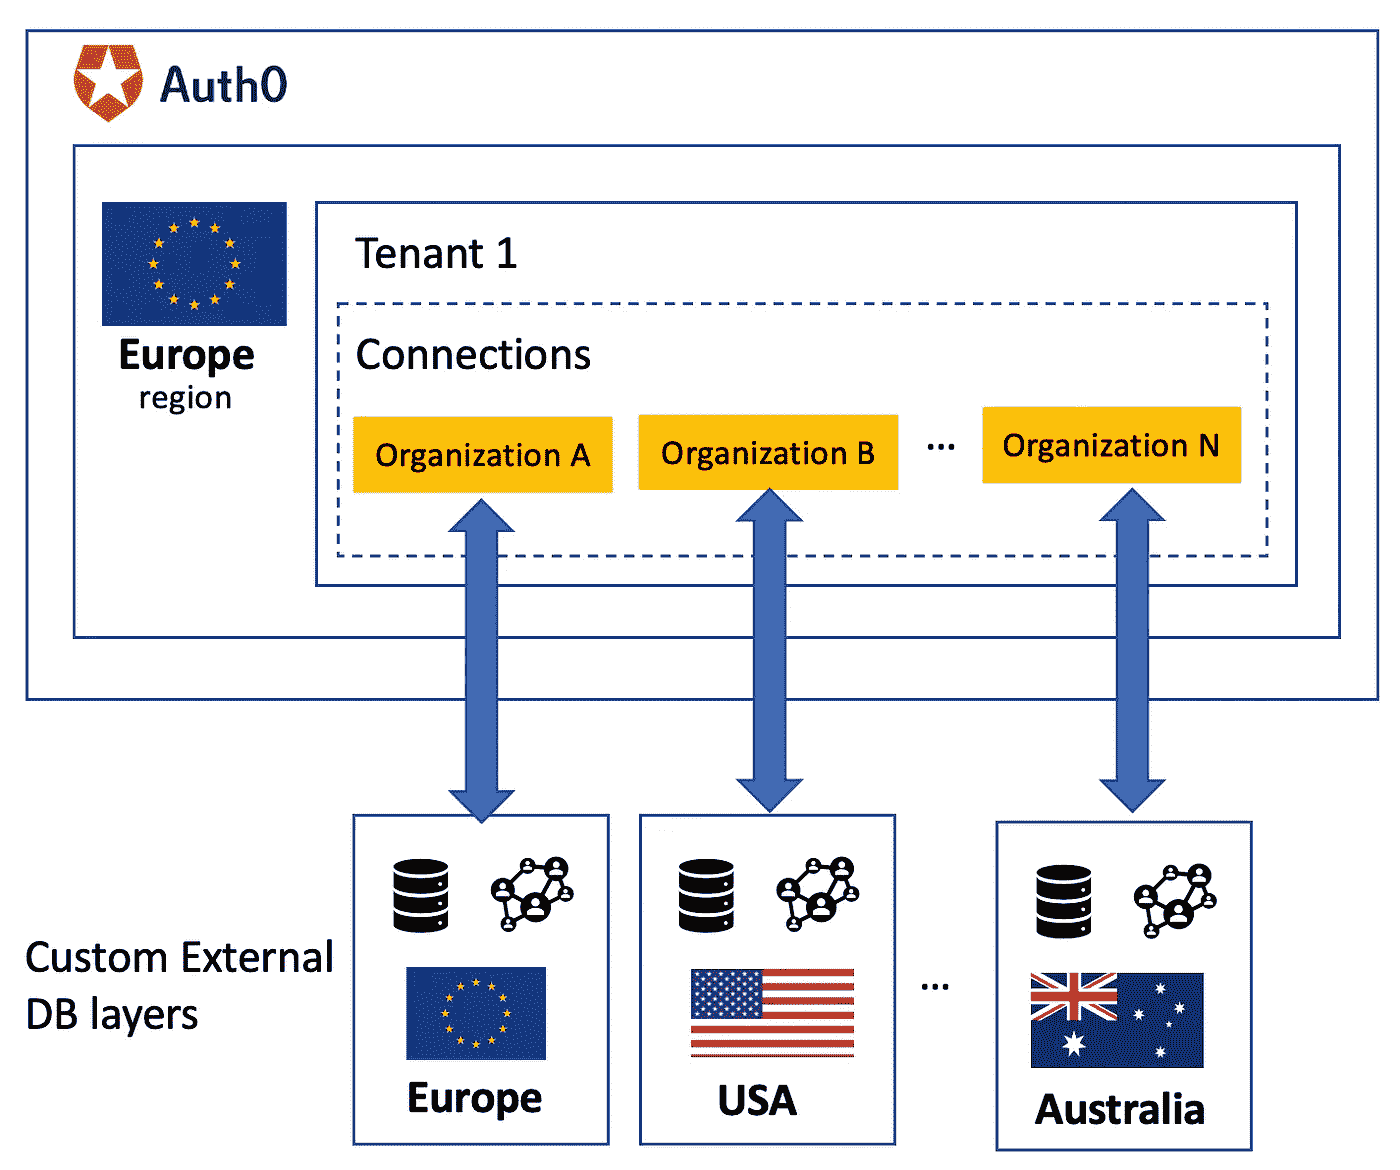 Auth0
Tenant 1
Europe
region
Connections
Organization A
Organization B
...
Organization N
Custom External
DB layers
...
Europe
USA
Australia